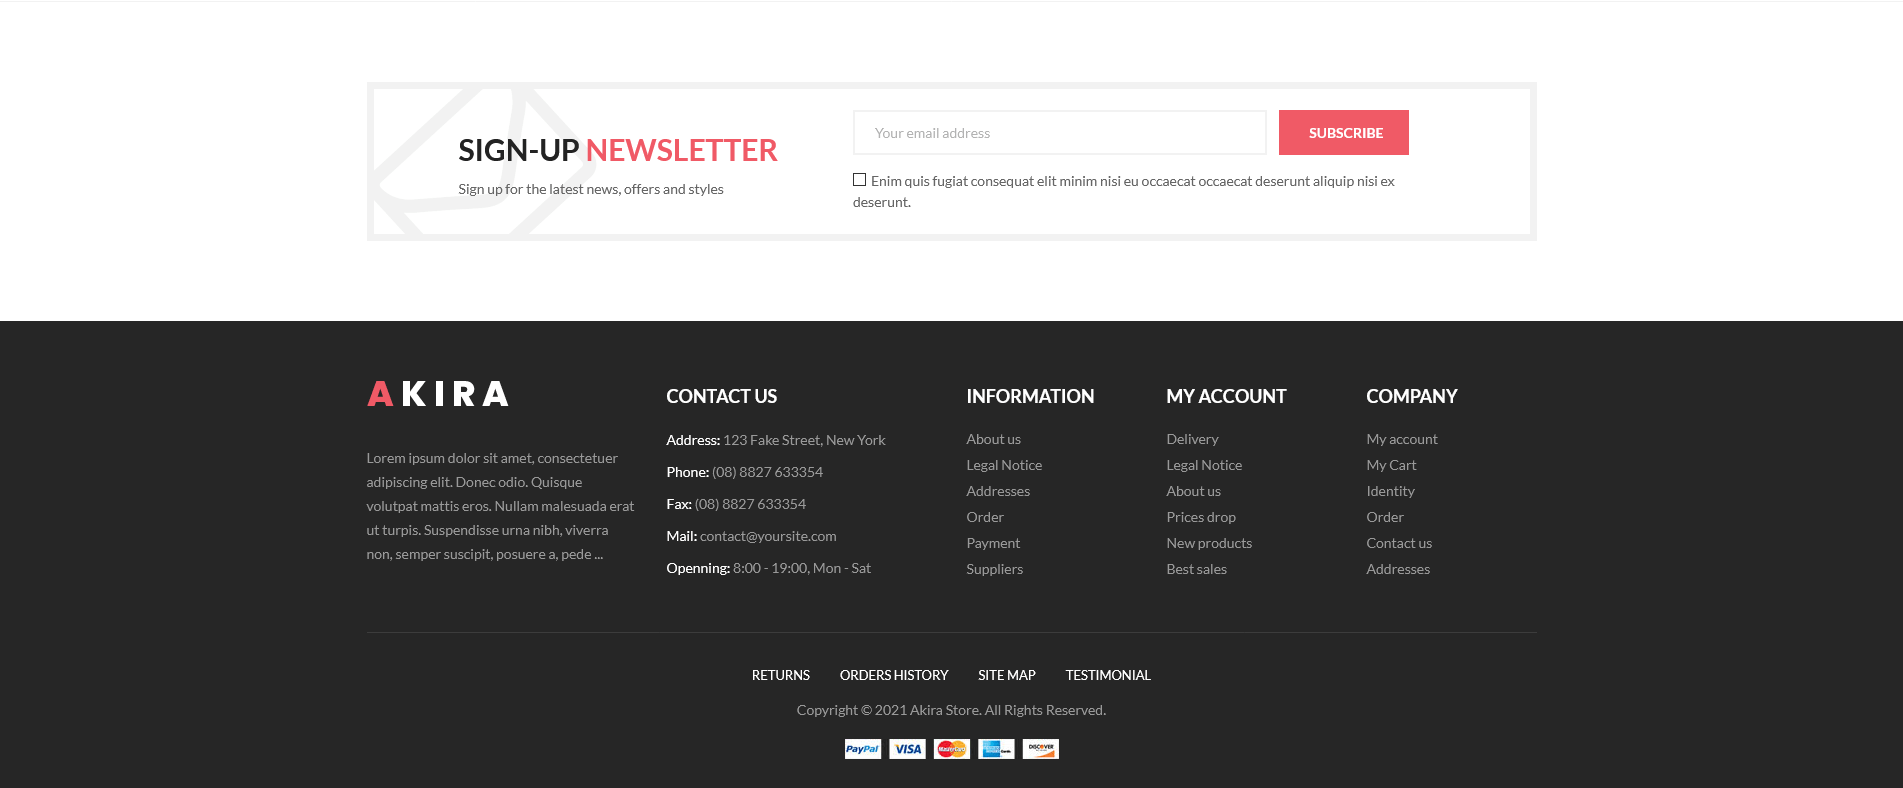 SIGN-UP NEWSLETTER
Sign up for the latest news, offers and styles
Your email address
SUBSCRIBE
Enim quis fugiat consequat elit minim nisi eu occaecat occaecat deserunt aliquip nisi ex
deserunt.
AKIRA
Lorem ipsum dolor sit amet, consectetuer
adipiscing elit. Donec odio. Quisque
volutpat mattis eros. Nullam malesuada erat
ut turpis. Suspendisse urna nibh, viverra
non, semper suscipit, posuere a, pede ...
CONTACT US
Address: 123 Fake Street, New York
Phone: (08) 8827 633354
Fax: (08) 8827 633354
Mail: contact@yoursite.com
Openning: 8:00 - 19:00, Mon - Sat
INFORMATION
About us
Legal Notice
Addresses
Order
Payment
Suppliers
MY ACCOUNT
Delivery
Legal Notice
About us
Prices drop
New products
Best sales
COMPANY
My account
My Cart
Identity
Order
Contact us
Addresses
RETURNS ORDERS HISTORY SITE MAP TESTIMONIAL
Copyright © 2021 Akira Store. All Rights Reserved.
PayPal VISA MasterCard DISCOVER